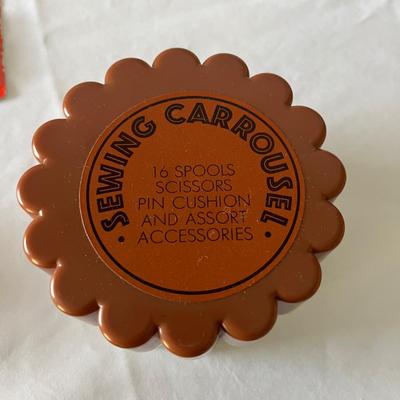 • SEWING CARROUSEL •
16 SPOOLS
SCISSORS
PIN CUSHION
AND ASSORT
ACCESSORIES